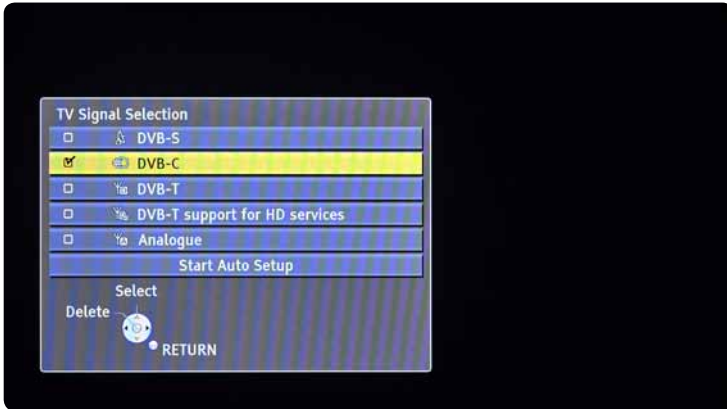 TV Signal Selection
DVB-S
DVB-C
DVB-T
DVB-T support for HD services
Analogue
Start Auto Setup
Select
Delete
RETURN